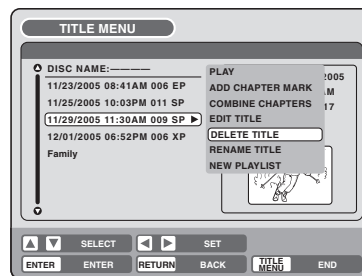 TITLE MENU
DISC NAME:————
11/23/2005 08:41AM 006 EP
11/25/2005 10:03PM 011 SP
11/29/2005 11:30AM 009 SP
12/01/2005 06:52PM 006 XP
Family
PLAY
ADD CHAPTER MARK
COMBINE CHAPTERS
EDIT TITLE
DELETE TITLE
RENAME TITLE
NEW PLAYLIST
2005
AM
17
SELECT SET
ENTER ENTER RETURN BACK TITLE MENU END